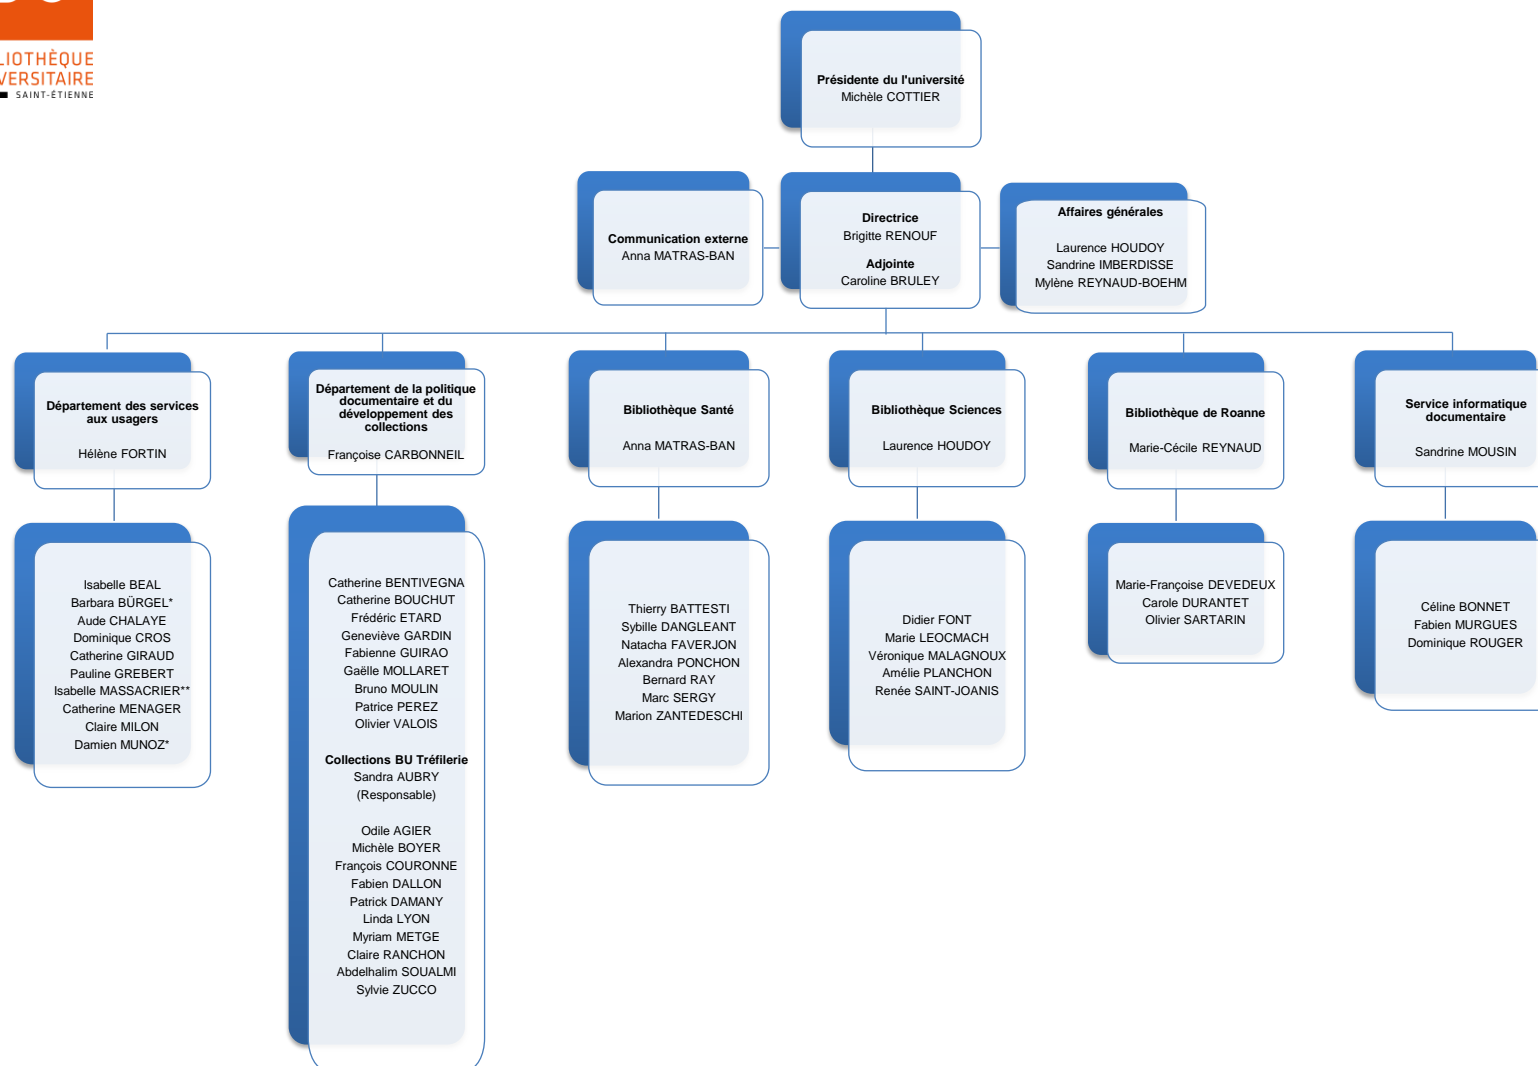 SAINT-ÉTIENNE
Présidente du l'université
Michèle COTTIER
Communication externe
Anna MATRAS-BAN
Directrice
Brigitte RENOUF
Adjointe
Caroline BRULEY
Affaires générales
Laurence HOUDOY
Sandrine IMBERDISSE
Mylène REYNAUD-BOEHM
Département des services
aux usagers
Hélène FORTIN
Département de la politique
documentaire et du
développement des
collections
Françoise CARBONNEIL
Bibliothèque Santé
Anna MATRAS-BAN
Bibliothèque Sciences
Laurence HOUDOY
Bibliothèque de Roanne
Marie-Cécile REYNAUD
Service informatique
documentaire
Sandrine MOUSIN
Isabelle BEAL
Barbara BÜRGEL*
Aude CHALAYE
Dominique CROS
Catherine GIRAUD
Pauline GREBERT
Isabelle MASSACRIER**
Catherine MENAGER
Claire MILON
Damien MUNOZ*
Catherine BENTIVEGNA
Catherine BOUCHUT
Frédéric ETARD
Geneviève GARDIN
Fabienne GUIRAO
Gaëlle MOLLARET
Bruno MOULIN
Patrice PEREZ
Olivier VALOIS
Collections BU Tréfilerie
Sandra AUBRY
(Responsable)
Odile AGIER
Michèle BOYER
François COURONNE
Fabien DALLON
Patrick DAMANY
Linda LYON
Myriam METGE
Claire RANCHON
Abdelhalim SOUALMI
Sylvie ZUCCO
Thierry BATTESTI
Sybille DANGLEANT
Natacha FAVERJON
Alexandra PONCHON
Bernard RAY
Marc SERGY
Marion ZANTEDESCHI
Didier FONT
Marie LEOCMACH
Véronique MALAGNOUX
Amélie PLANCHON
Renée SAINT-JOANIS
Marie-Françoise DEVEDEUX
Carole DURANTET
Olivier SARTARIN
Céline BONNET
Fabien MURGUES
Dominique ROUGER